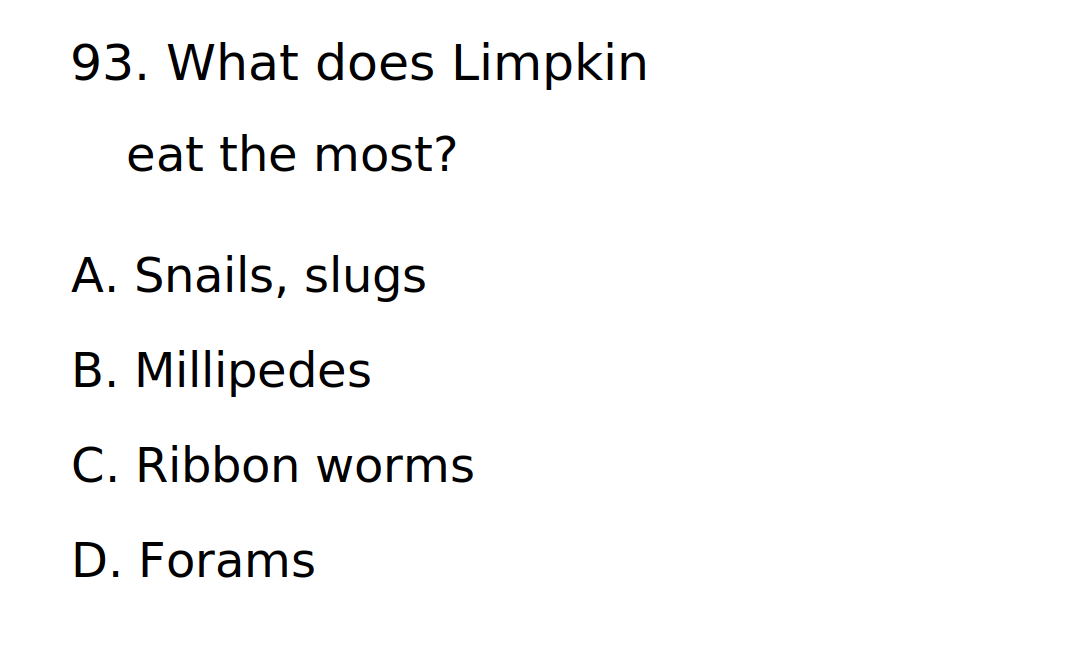 93. What does Limpkin
eat the most?
A. Snails, slugs
B. Millipedes
C. Ribbon worms
D. Forams